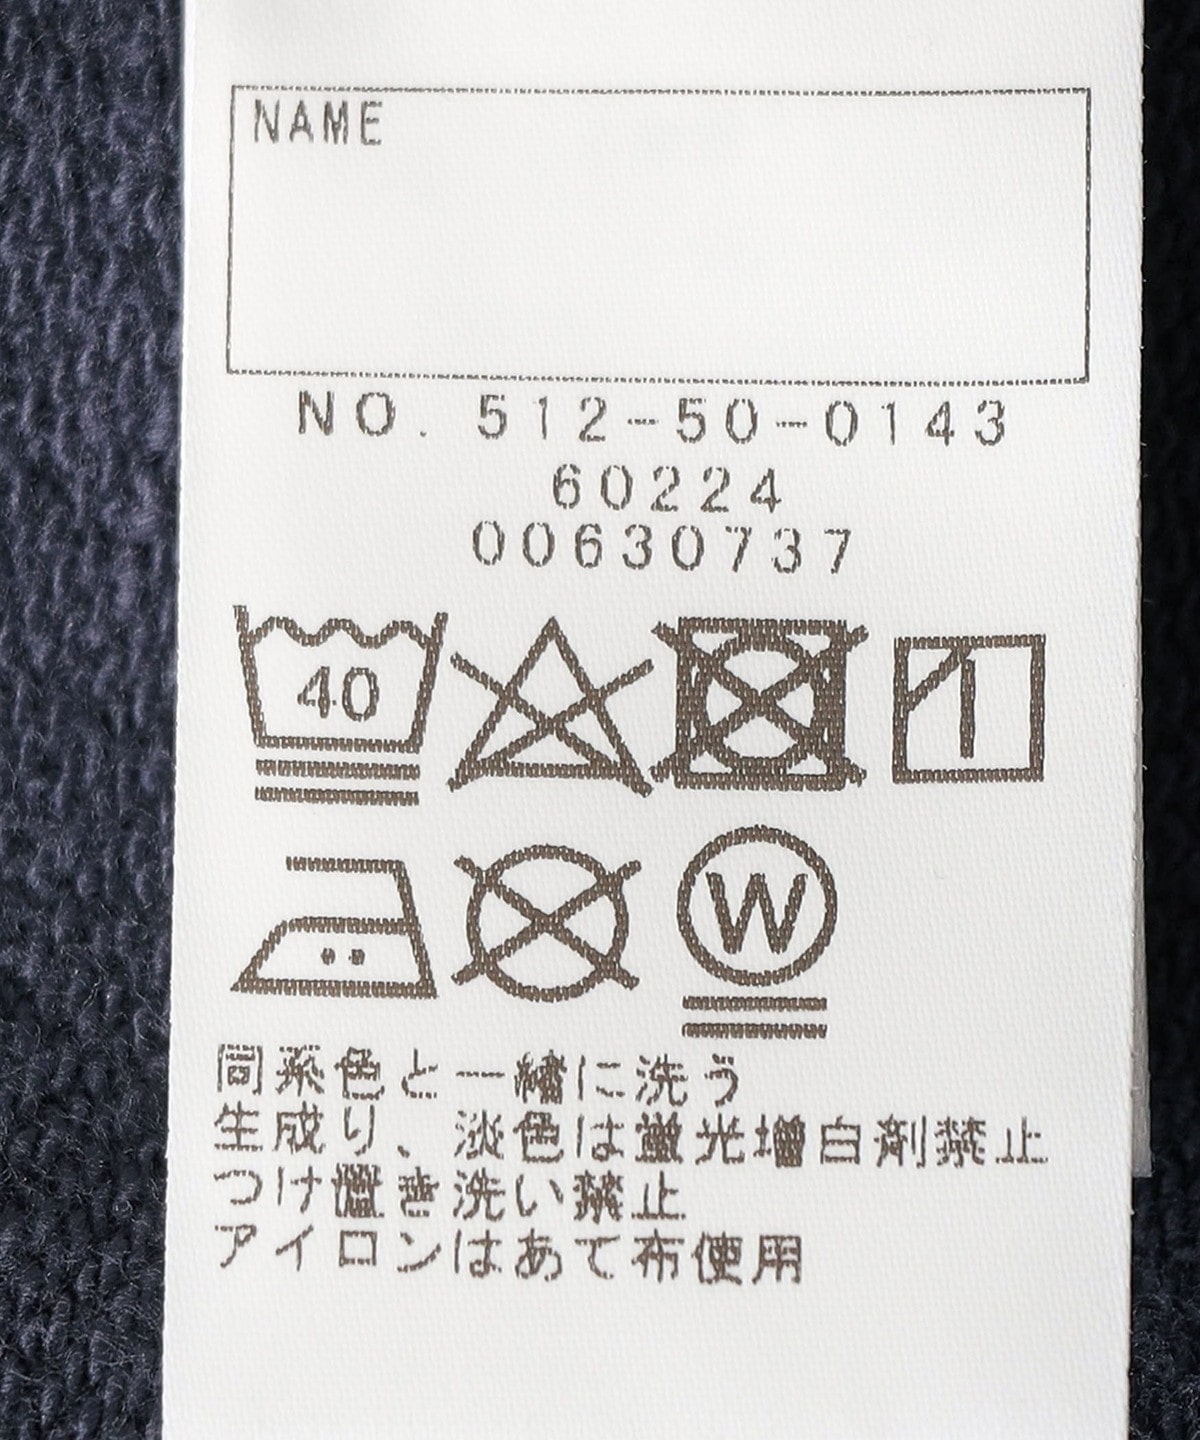 NAME
NO. 512-50-0143
60224
00630737
40
W
同系色と一緒に洗う
生成り、淡色は蛍光増白剤禁止
つけ置き洗い禁止
アイロンはあて布使用